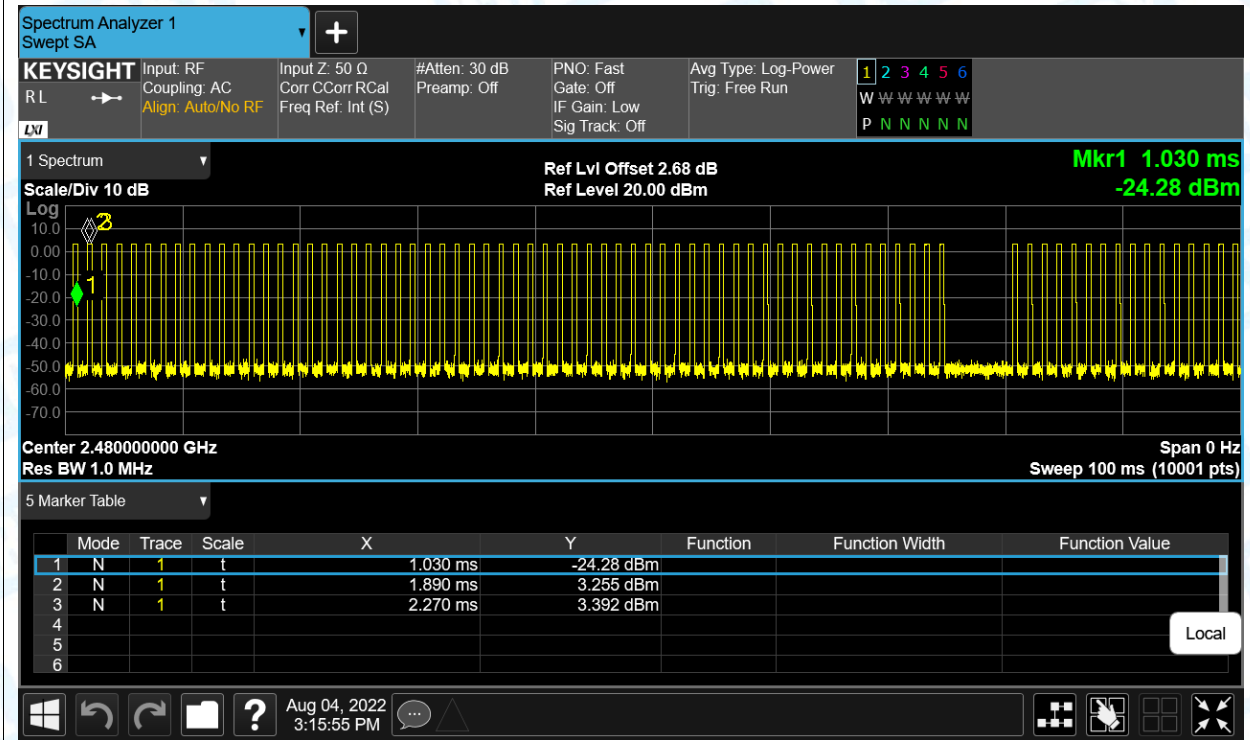 Spectrum Analyzer 1
Swept SA
KEYSIGHT
RL
LXI
Input: RF
Coupling: AC
Align: Auto/No RF
Input Z: 50 Ω
Corr CCorr RCal
Freq Ref: Int (S)
#Atten: 30 dB
Preamp: Off
PNO: Fast
Gate: Off
IF Gain: Low
Sig Track: Off
Avg Type: Log-Power
Trig: Free Run
1 2 3 4 5 6
W W W W W W
P N N N N N
1 Spectrum
Scale/Div 10 dB
Ref Lvl Offset 2.68 dB
Ref Level 20.00 dBm
Mkr1 1.030 ms
-24.28 dBm
Log
10.0
0.00
-10.0
-20.0
-30.0
-40.0
-50.0
-60.0
-70.0
1
Center 2.480000000 GHz
Res BW 1.0 MHz
Span 0 Hz
Sweep 100 ms (10001 pts)
5 Marker Table
Mode Trace Scale X Y Function Function Width Function Value
1 N 1 t 1.030 ms -24.28 dBm
2 N 1 t 1.890 ms 3.255 dBm
3 N 1 t 2.270 ms 3.392 dBm
4
5
6
Local
?
Aug 04, 2022
3:15:55 PM